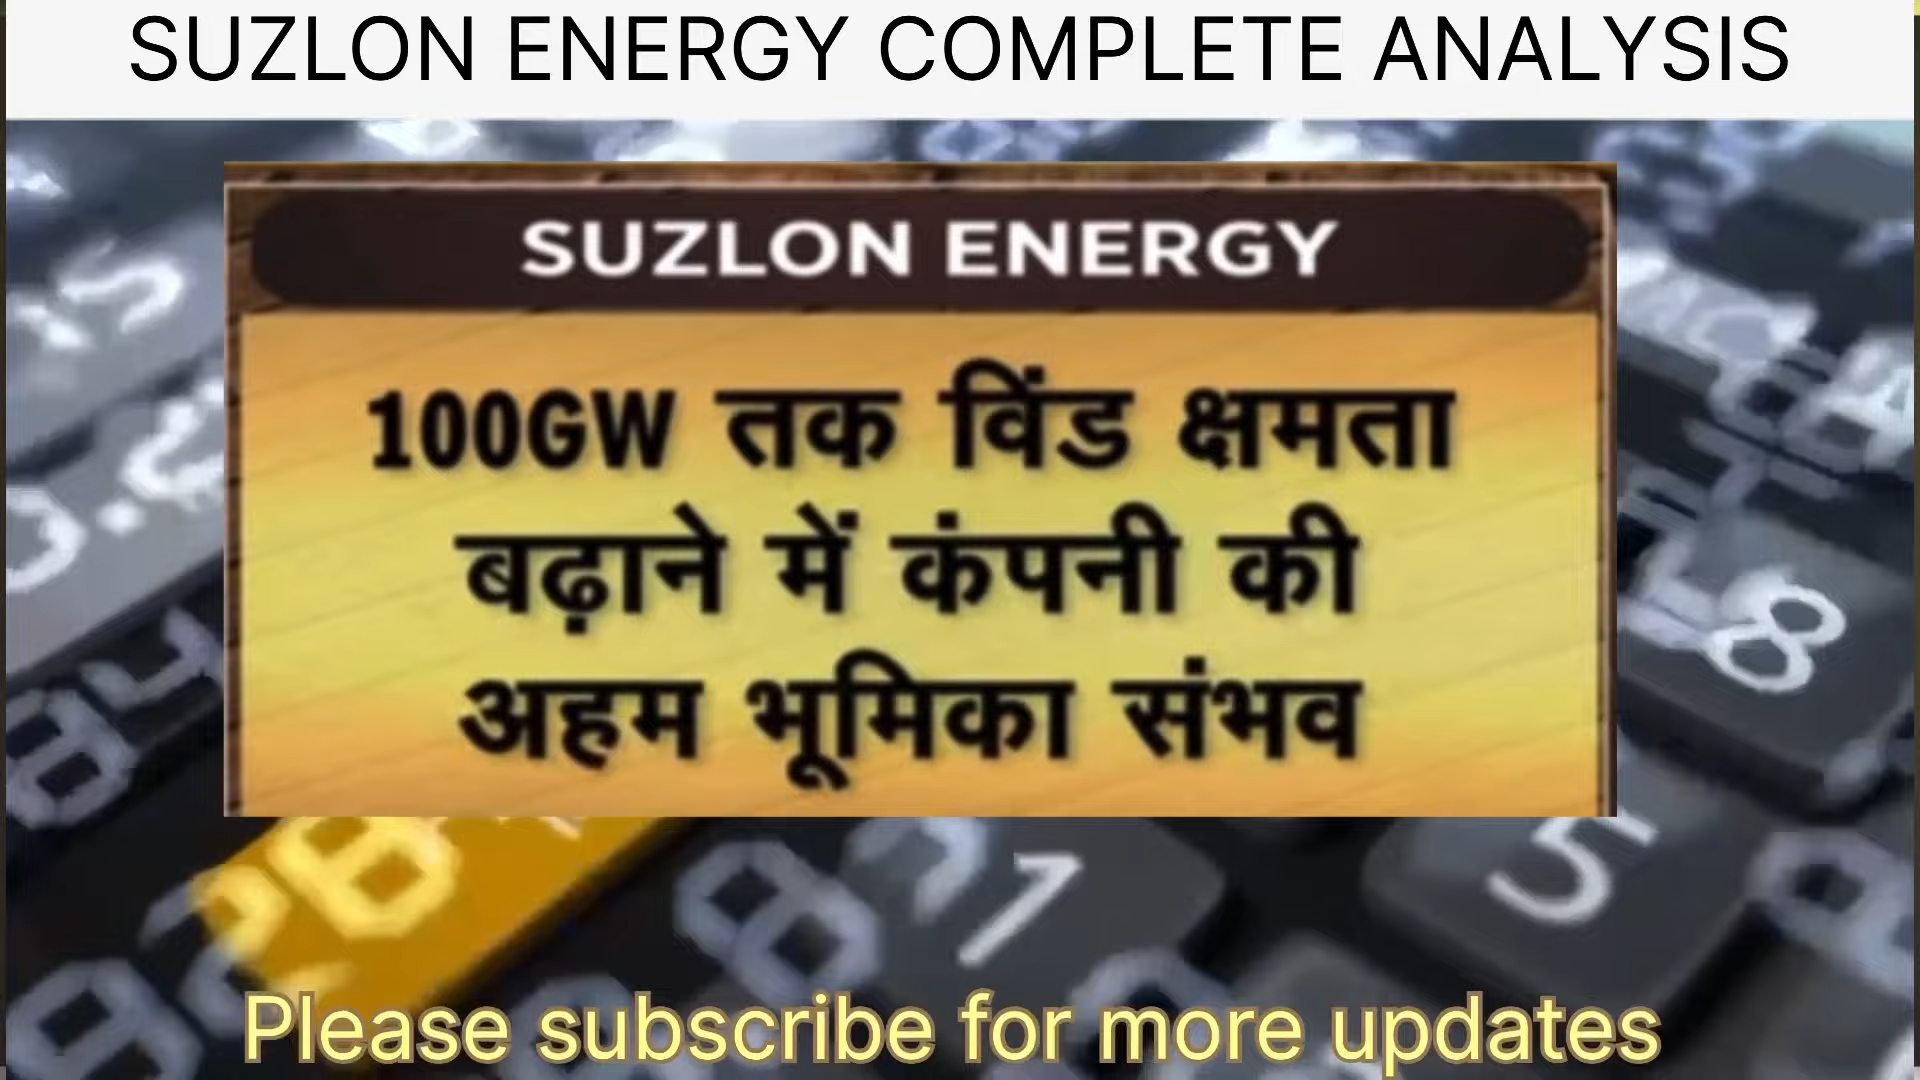 SUZLON ENERGY COMPLETE ANALYSIS
SUZLON ENERGY
100GW तक विंड क्षमता
बढ़ाने में कंपनी की
अहम भूमिका संभव
Please subscribe for more updates